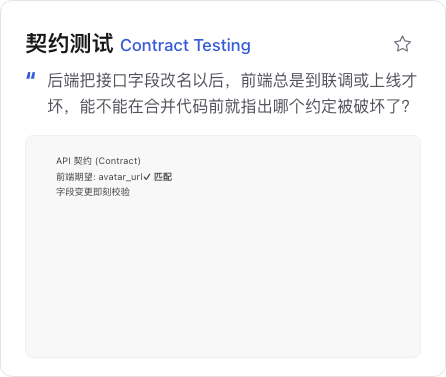 契约测试 Contract Testing
“ 后端把接口字段改名以后，前端总是到联调或上线才
坏，能不能在合并代码前就指出哪个约定被破坏了？
API 契约 (Contract)
前端期望: avatar_url✓ 匹配
字段变更即刻校验